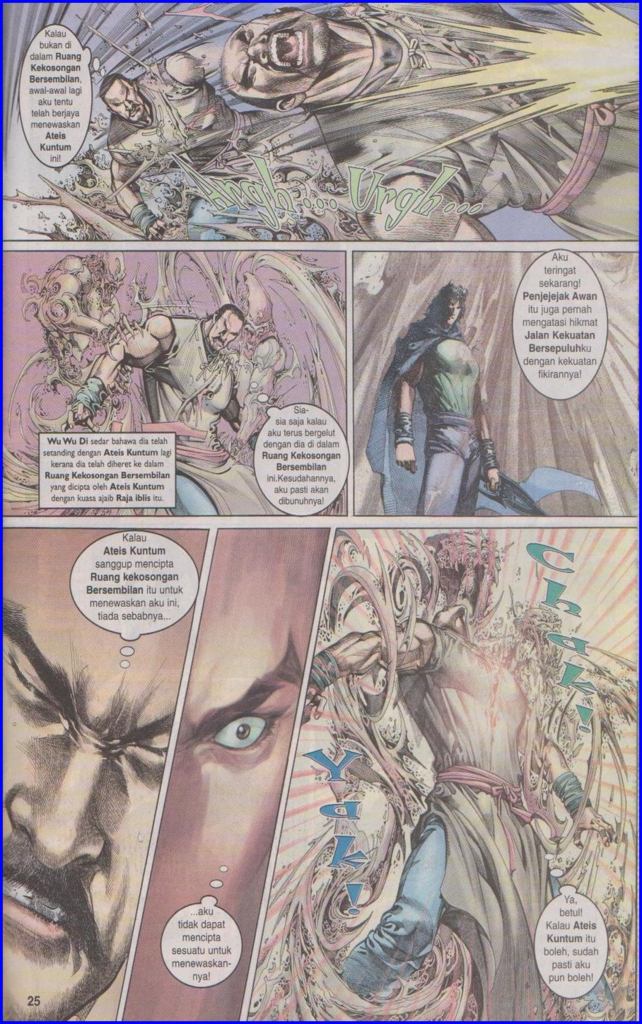 Kalau
bukan di
dalam Ruang
Kekosongan
Bersembilan,
awal-awal lagi
aku tentu
telah berjaya
menewaskan
Ateis
Kuntum
ini!
Arrgh... Urgh...
Wu Wu Di sedar bahawa dia telah
setanding dengan Ateis Kuntum lagi
kerana dia telah diheret ke dalam
Ruang Kekosongan Bersembilan
yang dicipta oleh Ateis Kuntum
dengan kuasa ajaib Raja iblis itu.
Sia-
sia saja kalau
aku terus bergelut
dengan dia di dalam
Ruang Kekosongan
Bersembilan
ini.Kesudahannya,
aku pasti akan
dibunuhnya!
Aku
teringat
sekarang!
Penjejejak Awan
itu juga pernah
mengatasi hikmat
Jalan Kekuatan
Bersepuluhku
dengan kekuatan
fikirannya!
Kalau
Ateis Kuntum
sanggup mencipta
Ruang kekosongan
Bersembilan itu untuk
menewaskan aku ini,
tiada sebabnya...
...aku
tidak dapat
mencipta
sesuatu untuk
menewaskan-
nya!
Chak!
Yak!
Ya,
betul!
Kalau Ateis
Kuntum itu
boleh, sudah
pasti aku
pun boleh!
25